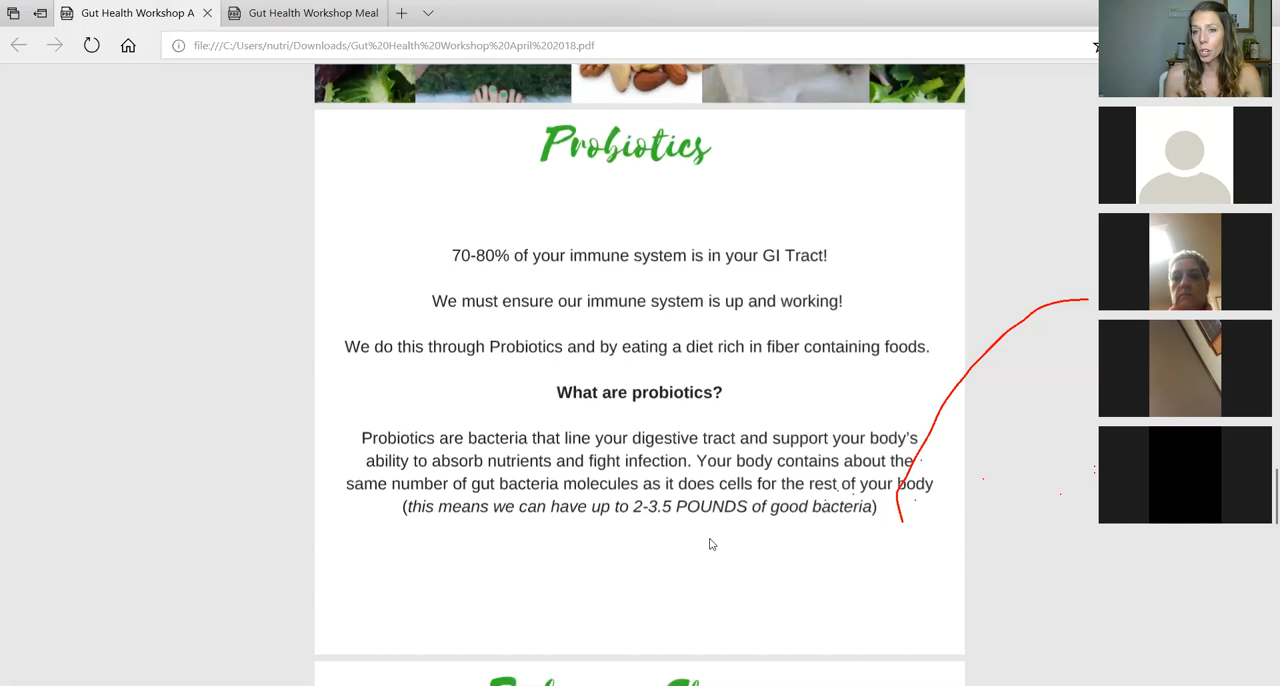 Gut Health Workshop A
Gut Health Workshop Meal
file:///C:/Users/nutri/Downloads/Gut%20Health%20Workshop%20April%202018.pdf
Probiotics
70-80% of your immune system is in your GI Tract!
We must ensure our immune system is up and working!
We do this through Probiotics and by eating a diet rich in fiber containing foods.
What are probiotics?
Probiotics are bacteria that line your digestive tract and support your body's
ability to absorb nutrients and fight infection. Your body contains about the
same number of gut bacteria molecules as it does cells for the rest of your body
(this means we can have up to 2-3.5 POUNDS of good bacteria)